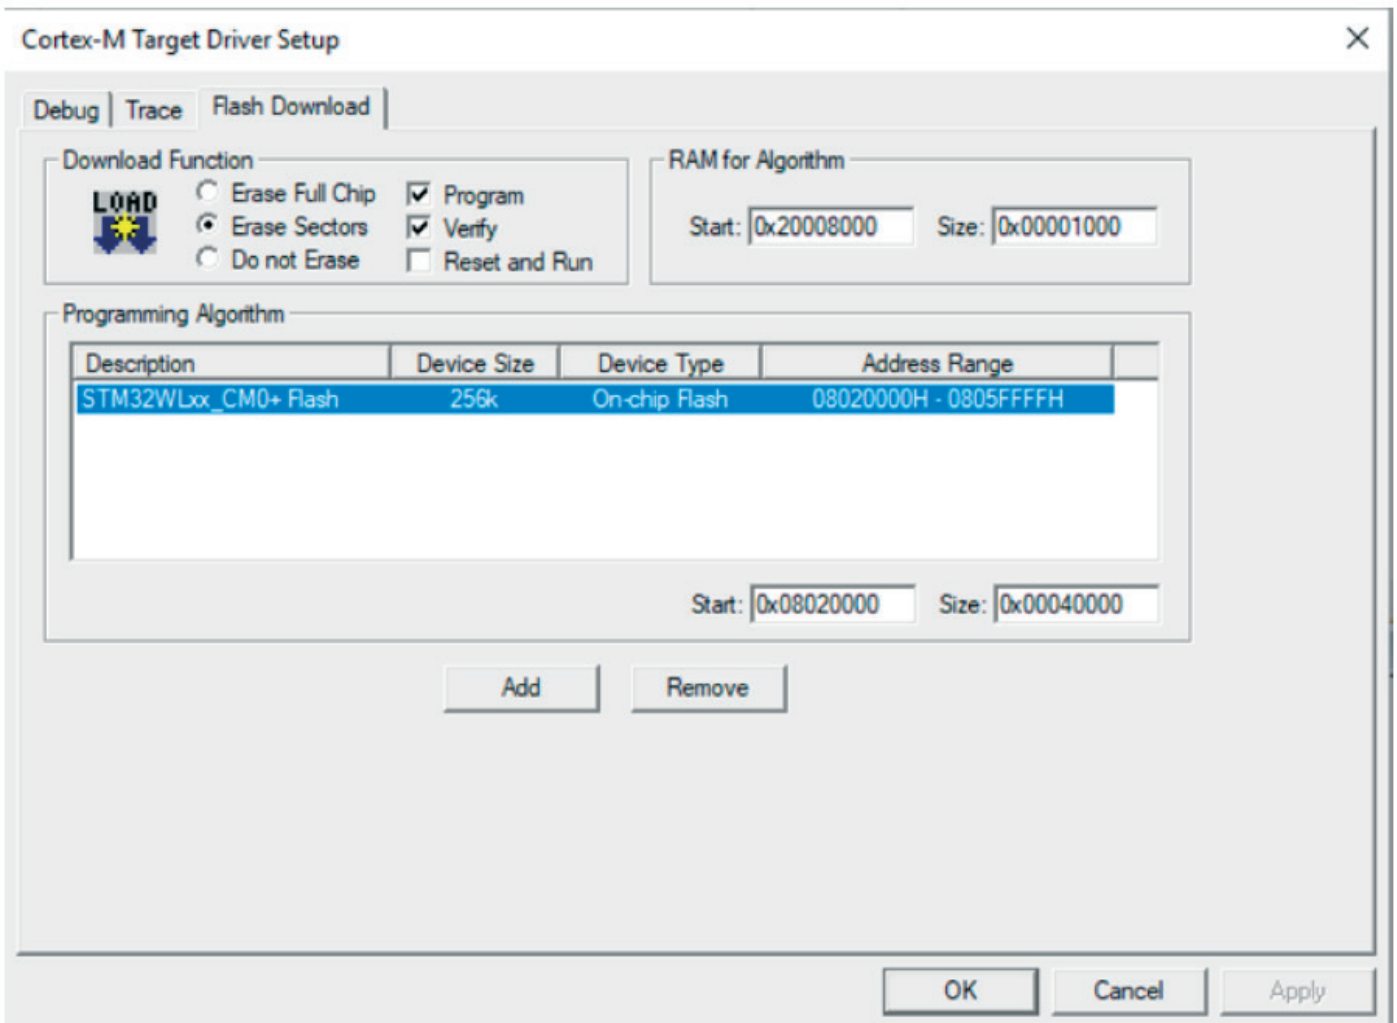 Cortex-M Target Driver Setup
Debug Trace Flash Download
Download Function
LOAD
Erase Full Chip
Erase Sectors
Do not Erase
Program
Verify
Reset and Run
RAM for Algorithm
Start: 0x20008000 Size: 0x00001000
Programming Algorithm
Description Device Size Device Type Address Range
STM32WLxx_CM0+ Flash 256k On-chip Flash 08020000H - 0805FFFFH
Start: 0x08020000 Size: 0x00040000
Add Remove
OK Cancel Apply